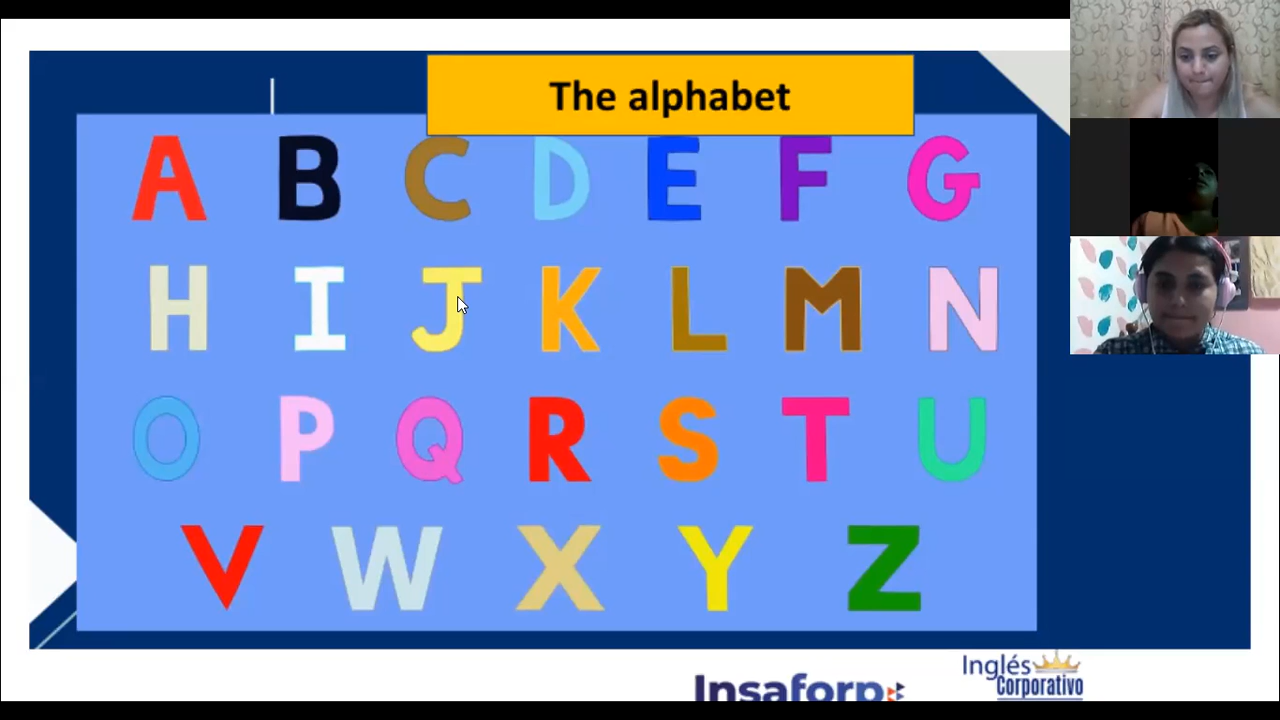 The alphabet
A B C D E F G
H I J K L M N
O P Q R S T U
V W X Y Z
Insaforp
Inglés
Corporativo